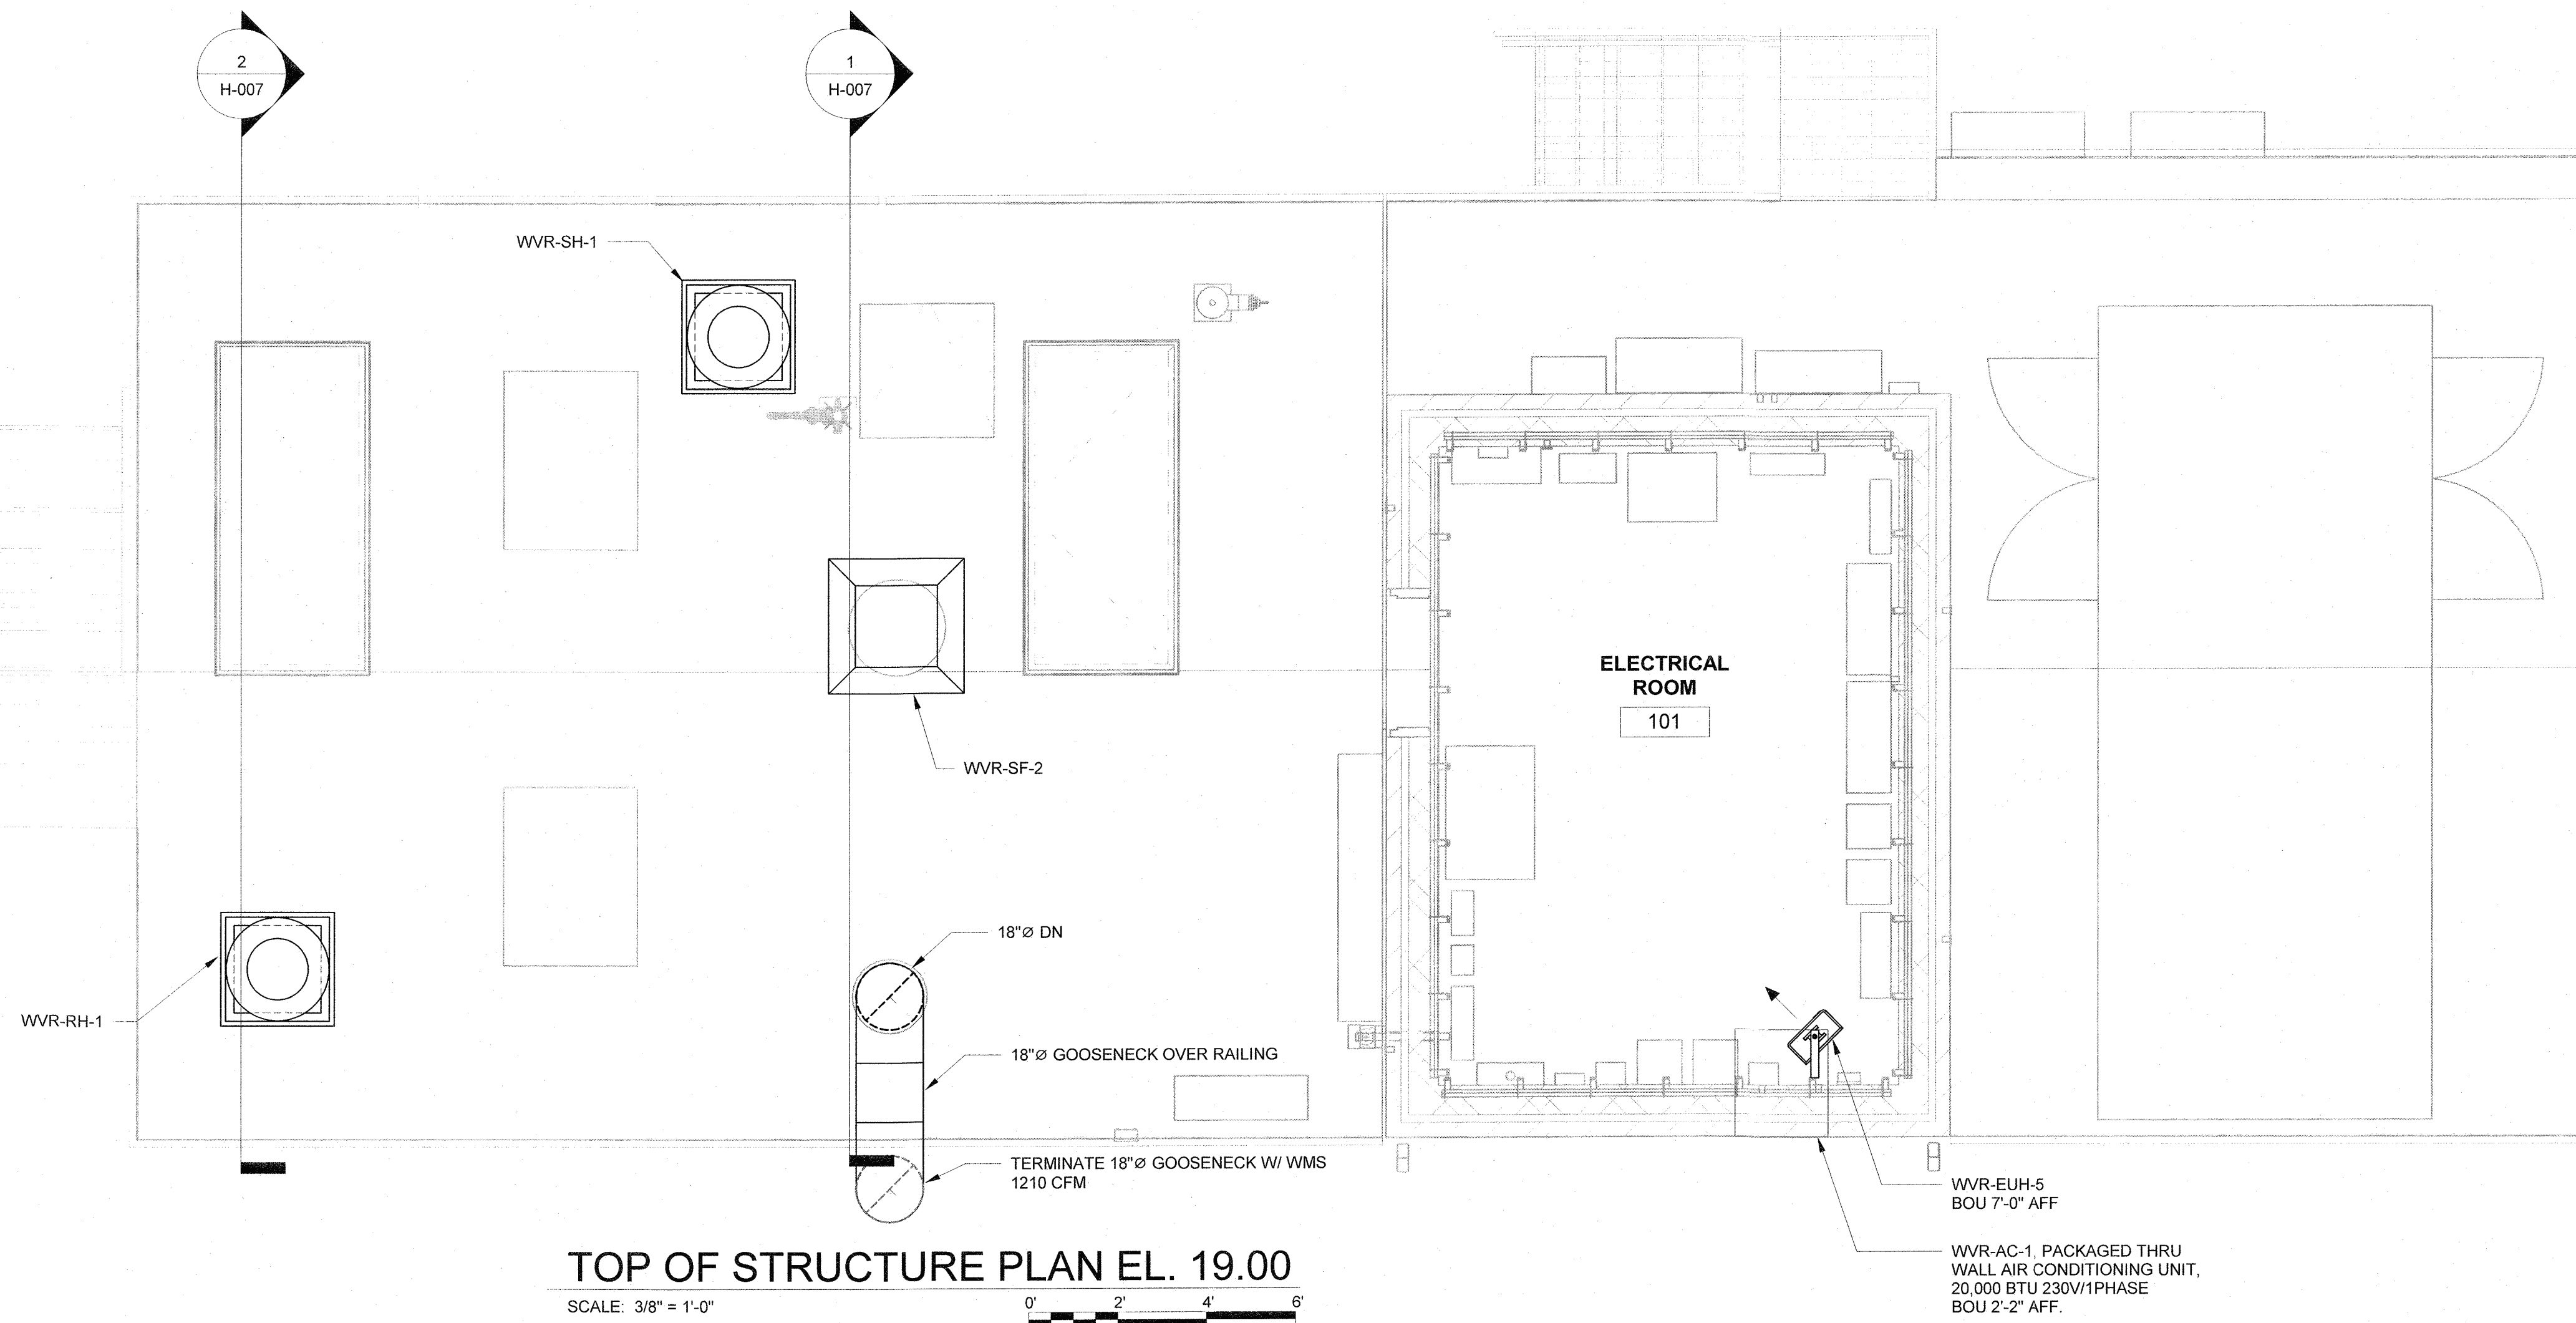 2
H-007
1
H-007
WVR-SH-1
WVR-SF-2
ELECTRICAL
ROOM
101
WVR-RH-1
18"Ø DN
18"Ø GOOSENECK OVER RAILING
TERMINATE 18"Ø GOOSENECK W/ WMS
1210 CFM
WVR-EUH-5
BOU 7'-0" AFF
WVR-AC-1, PACKAGED THRU
WALL AIR CONDITIONING UNIT,
20,000 BTU 230V/1PHASE
BOU 2'-2" AFF.
TOP OF STRUCTURE PLAN EL. 19.00
SCALE: 3/8" = 1'-0"
0' 2' 4' 6'